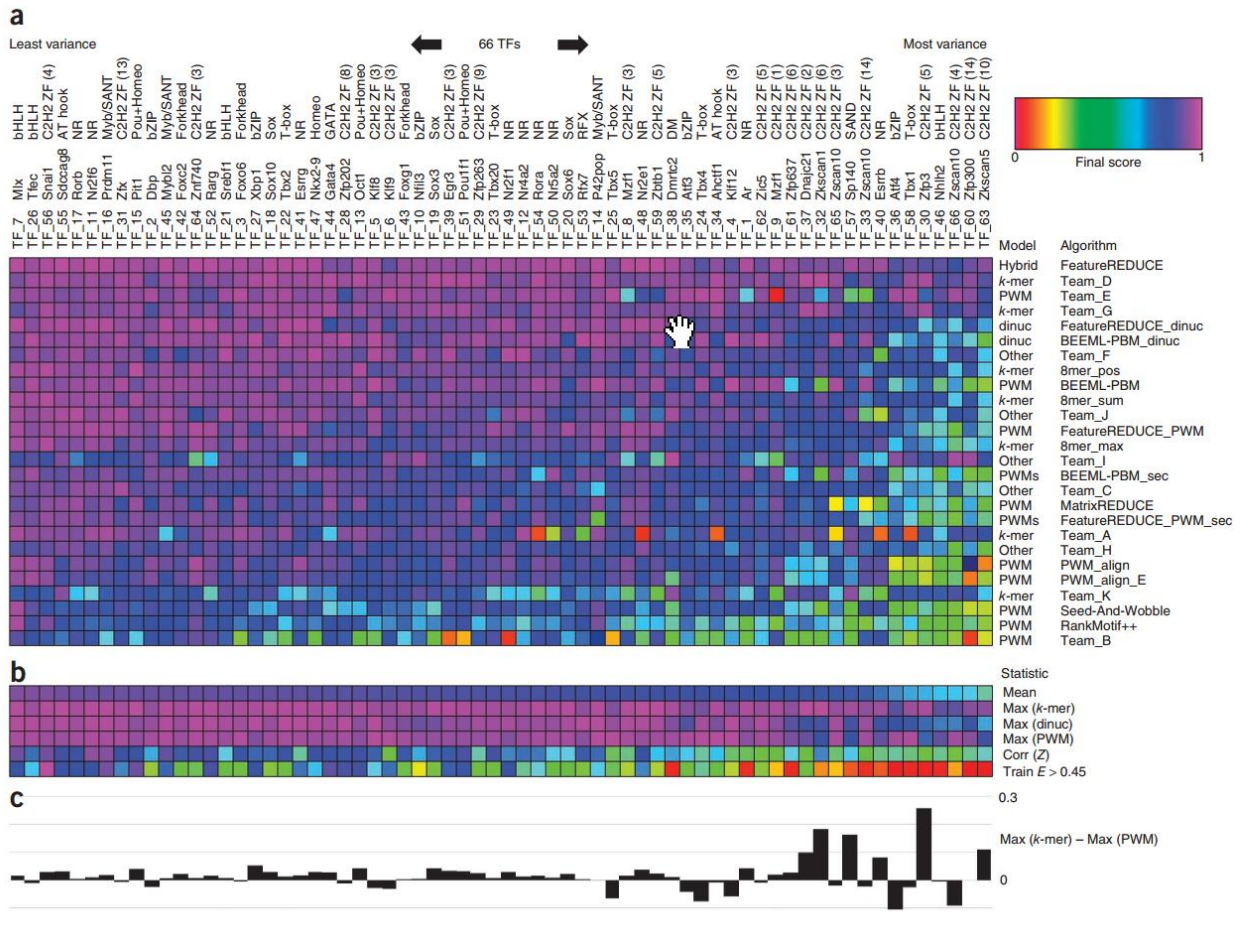 a
Least variance
66 TFs
Most variance
TF_7 Mlx bHLH
TF_26 Tfec bHLH
TF_56 Snai1 C2H2 ZF (4)
TF_55 Sdccag8 AT hook
TF_17 Rorb NR
TF_11 Nr2f6 NR
TF_16 Prdm11 Myb/SANT
TF_31 Zfx C2H2 ZF (13)
TF_15 Pit1 Pou+Homeo
TF_2 Dbp bZIP
TF_45 Mybl2 Myb/SANT
TF_42 Foxc2 Forkhead
TF_64 Znf740 C2H2 ZF (3)
TF_52 Rarg NR
TF_21 Srebf1 bHLH
TF_3 Foxo6 Forkhead
TF_27 Xbp1 bZIP
TF_18 Sox10 Sox
TF_22 Tbx2 T-box
TF_41 Esrrg NR
TF_47 Nkx2-9 Homeo
TF_44 Gata4 GATA
TF_28 Zfp202 C2H2 ZF (8)
TF_13 Oct1 Pou+Homeo
TF_5 Klf8 C2H2 ZF (3)
TF_6 Klf9 C2H2 ZF (3)
TF_43 Foxg1 Forkhead
TF_10 Nfil3 bZIP
TF_19 Sox3 Sox
TF_39 Egr3 C2H2 ZF (3)
TF_51 Pou1f1 Pou+Homeo
TF_29 Zfp263 C2H2 ZF (9)
TF_23 Tbx20 T-box
TF_49 Nr2f1 NR
TF_12 Nr4a2 NR
TF_54 Rora NR
TF_50 Nr5a2 NR
TF_20 Sox6 Sox
TF_53 Rfx7 RFX
TF_14 P42pop Myb/SANT
TF_25 Tbx5 T-box
TF_8 Mzf1 C2H2 ZF (3)
TF_48 Nr2e1 NR
TF_59 Zbtb1 C2H2 ZF (5)
TF_38 Dmrtc2 DM
TF_35 Atf3 bZIP
TF_24 Tbx4 T-box
TF_34 Ahctf1 AT hook
TF_4 Klf12 C2H2 ZF (3)
TF_1 Ar NR
TF_62 Zic5 C2H2 ZF (5)
TF_9 Mzf1 C2H2 ZF (1)
TF_61 Zfp637 C2H2 ZF (6)
TF_37 Dnajc21 C2H2 ZF (2)
TF_32 Zkscan1 C2H2 ZF (6)
TF_65 Zscan10 C2H2 ZF (3)
TF_57 Sp140 SAND
TF_33 Zscan10 C2H2 ZF (14)
TF_40 Esrrb NR
TF_36 Atf4 bZIP
TF_58 Tbx1 T-box
TF_30 Zfp3 C2H2 ZF (5)
TF_46 Nhlh2 bHLH
TF_66 Zscan10 C2H2 ZF (4)
TF_60 Zfp300 C2H2 ZF (14)
TF_63 Zkscan5 C2H2 ZF (10)
0 1
Final score
Model Algorithm
Hybrid FeatureREDUCE
k-mer Team_D
PWM Team_E
k-mer Team_G
dinuc FeatureREDUCE_dinuc
dinuc BEEML-PBM_dinuc
Other Team_F
k-mer 8mer_pos
PWM BEEML-PBM
k-mer 8mer_sum
Other Team_J
PWM FeatureREDUCE_PWM
k-mer 8mer_max
Other Team_I
PWMs BEEML-PBM_sec
Other Team_C
PWM MatrixREDUCE
PWMs FeatureREDUCE_PWM_sec
k-mer Team_A
Other Team_H
PWM PWM_align
PWM PWM_align_E
k-mer Team_K
PWM Seed-And-Wobble
PWM RankMotif++
PWM Team_B
b
Statistic
Mean
Max (k-mer)
Max (dinuc)
Max (PWM)
Corr (Z)
Train E > 0.45
c
0.3
Max (k-mer) – Max (PWM)
0